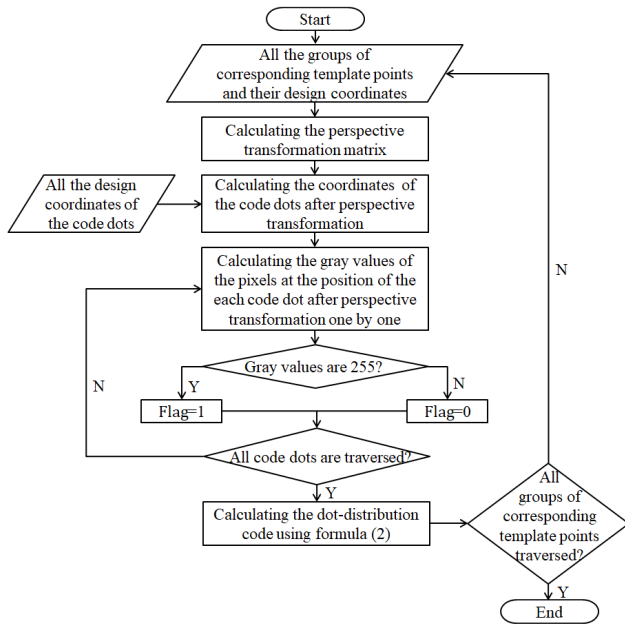 Start
All the groups of
corresponding template points
and their design coordinates
Calculating the perspective
transformation matrix
All the design
coordinates of
the code dots
Calculating the coordinates of
the code dots after perspective
transformation
Calculating the gray values of
the pixels at the position of the
each code dot after perspective
transformation one by one
N
Gray values are 255?
N
Y
N
Flag=1
Flag=0
All code dots are traversed?
Y
Calculating the dot-distribution
code using formula (2)
All
groups of
corresponding
template points
traversed?
Y
End